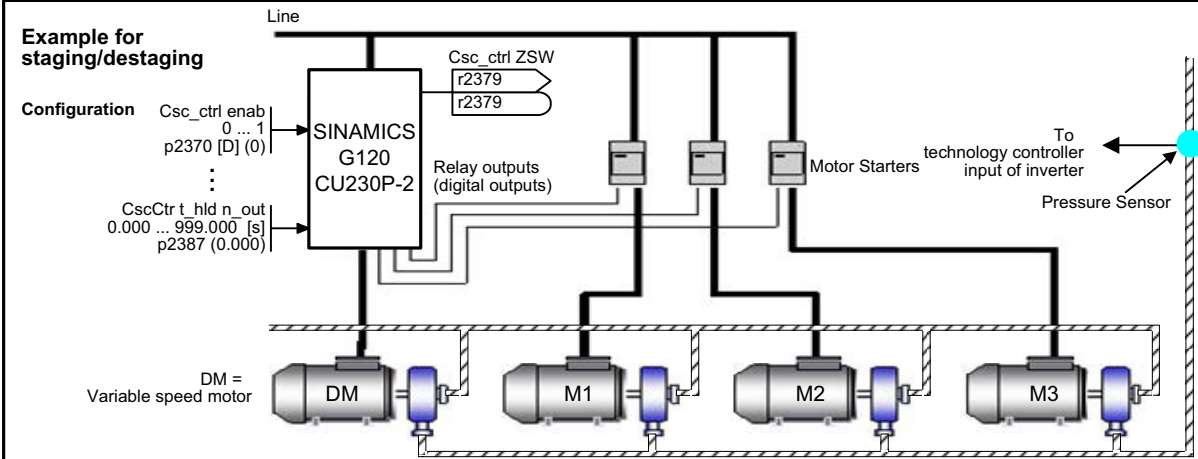 Line
Example for
staging/destaging
Csc_ctrl ZSW
r2379
r2379
Configuration
Csc_ctrl enab
0 ... 1
p2370 [D] (0)
SINAMICS
G120
CU230P-2
Relay outputs
(digital outputs)
Motor Starters
To
technology controller
input of inverter
Pressure Sensor
CscCtr t_hld n_out
0.000 ... 999.000 [s]
p2387 (0.000)
DM =
Variable speed motor
DM
M1
M2
M3